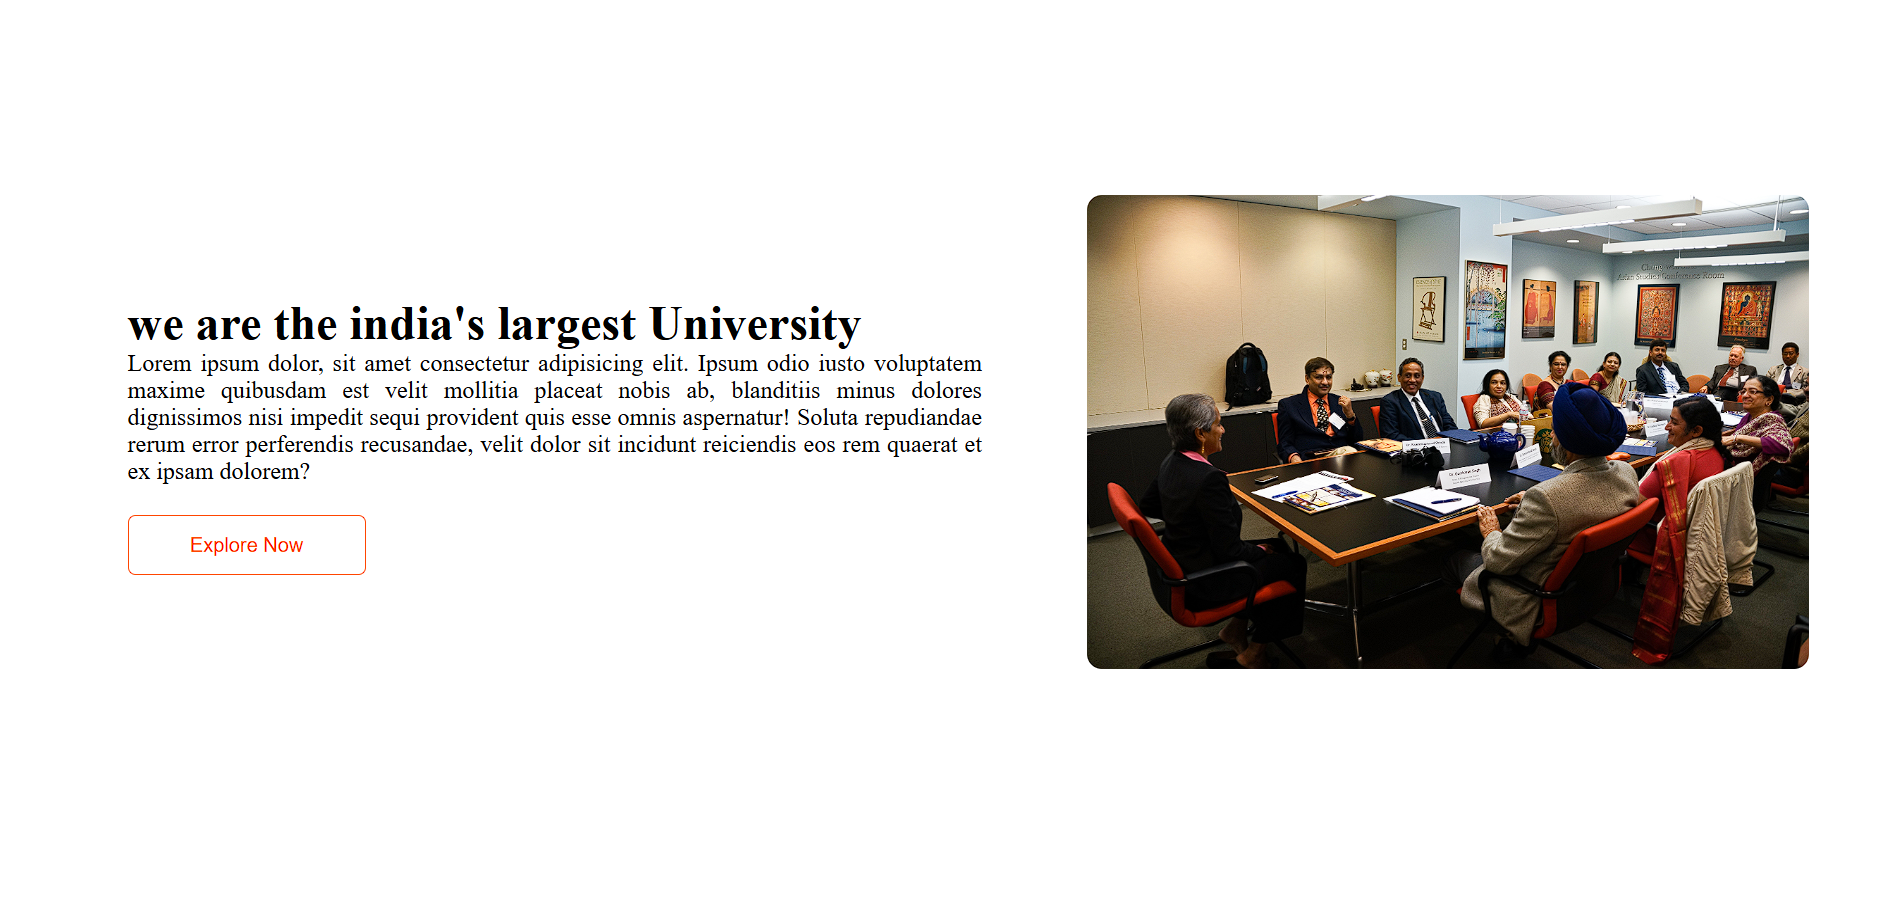 we are the india's largest University
Lorem ipsum dolor, sit amet consectetur adipisicing elit. Ipsum odio iusto voluptatem
maxime quibusdam est velit mollitia placeat nobis ab, blanditiis minus dolores
dignissimos nisi impedit sequi provident quis esse omnis aspernatur! Soluta repudiandae
rerum error perferendis recusandae, velit dolor sit incidunt reiciendis eos rem quaerat et
ex ipsam dolorem?
Explore Now
Asian Studies Conference Room